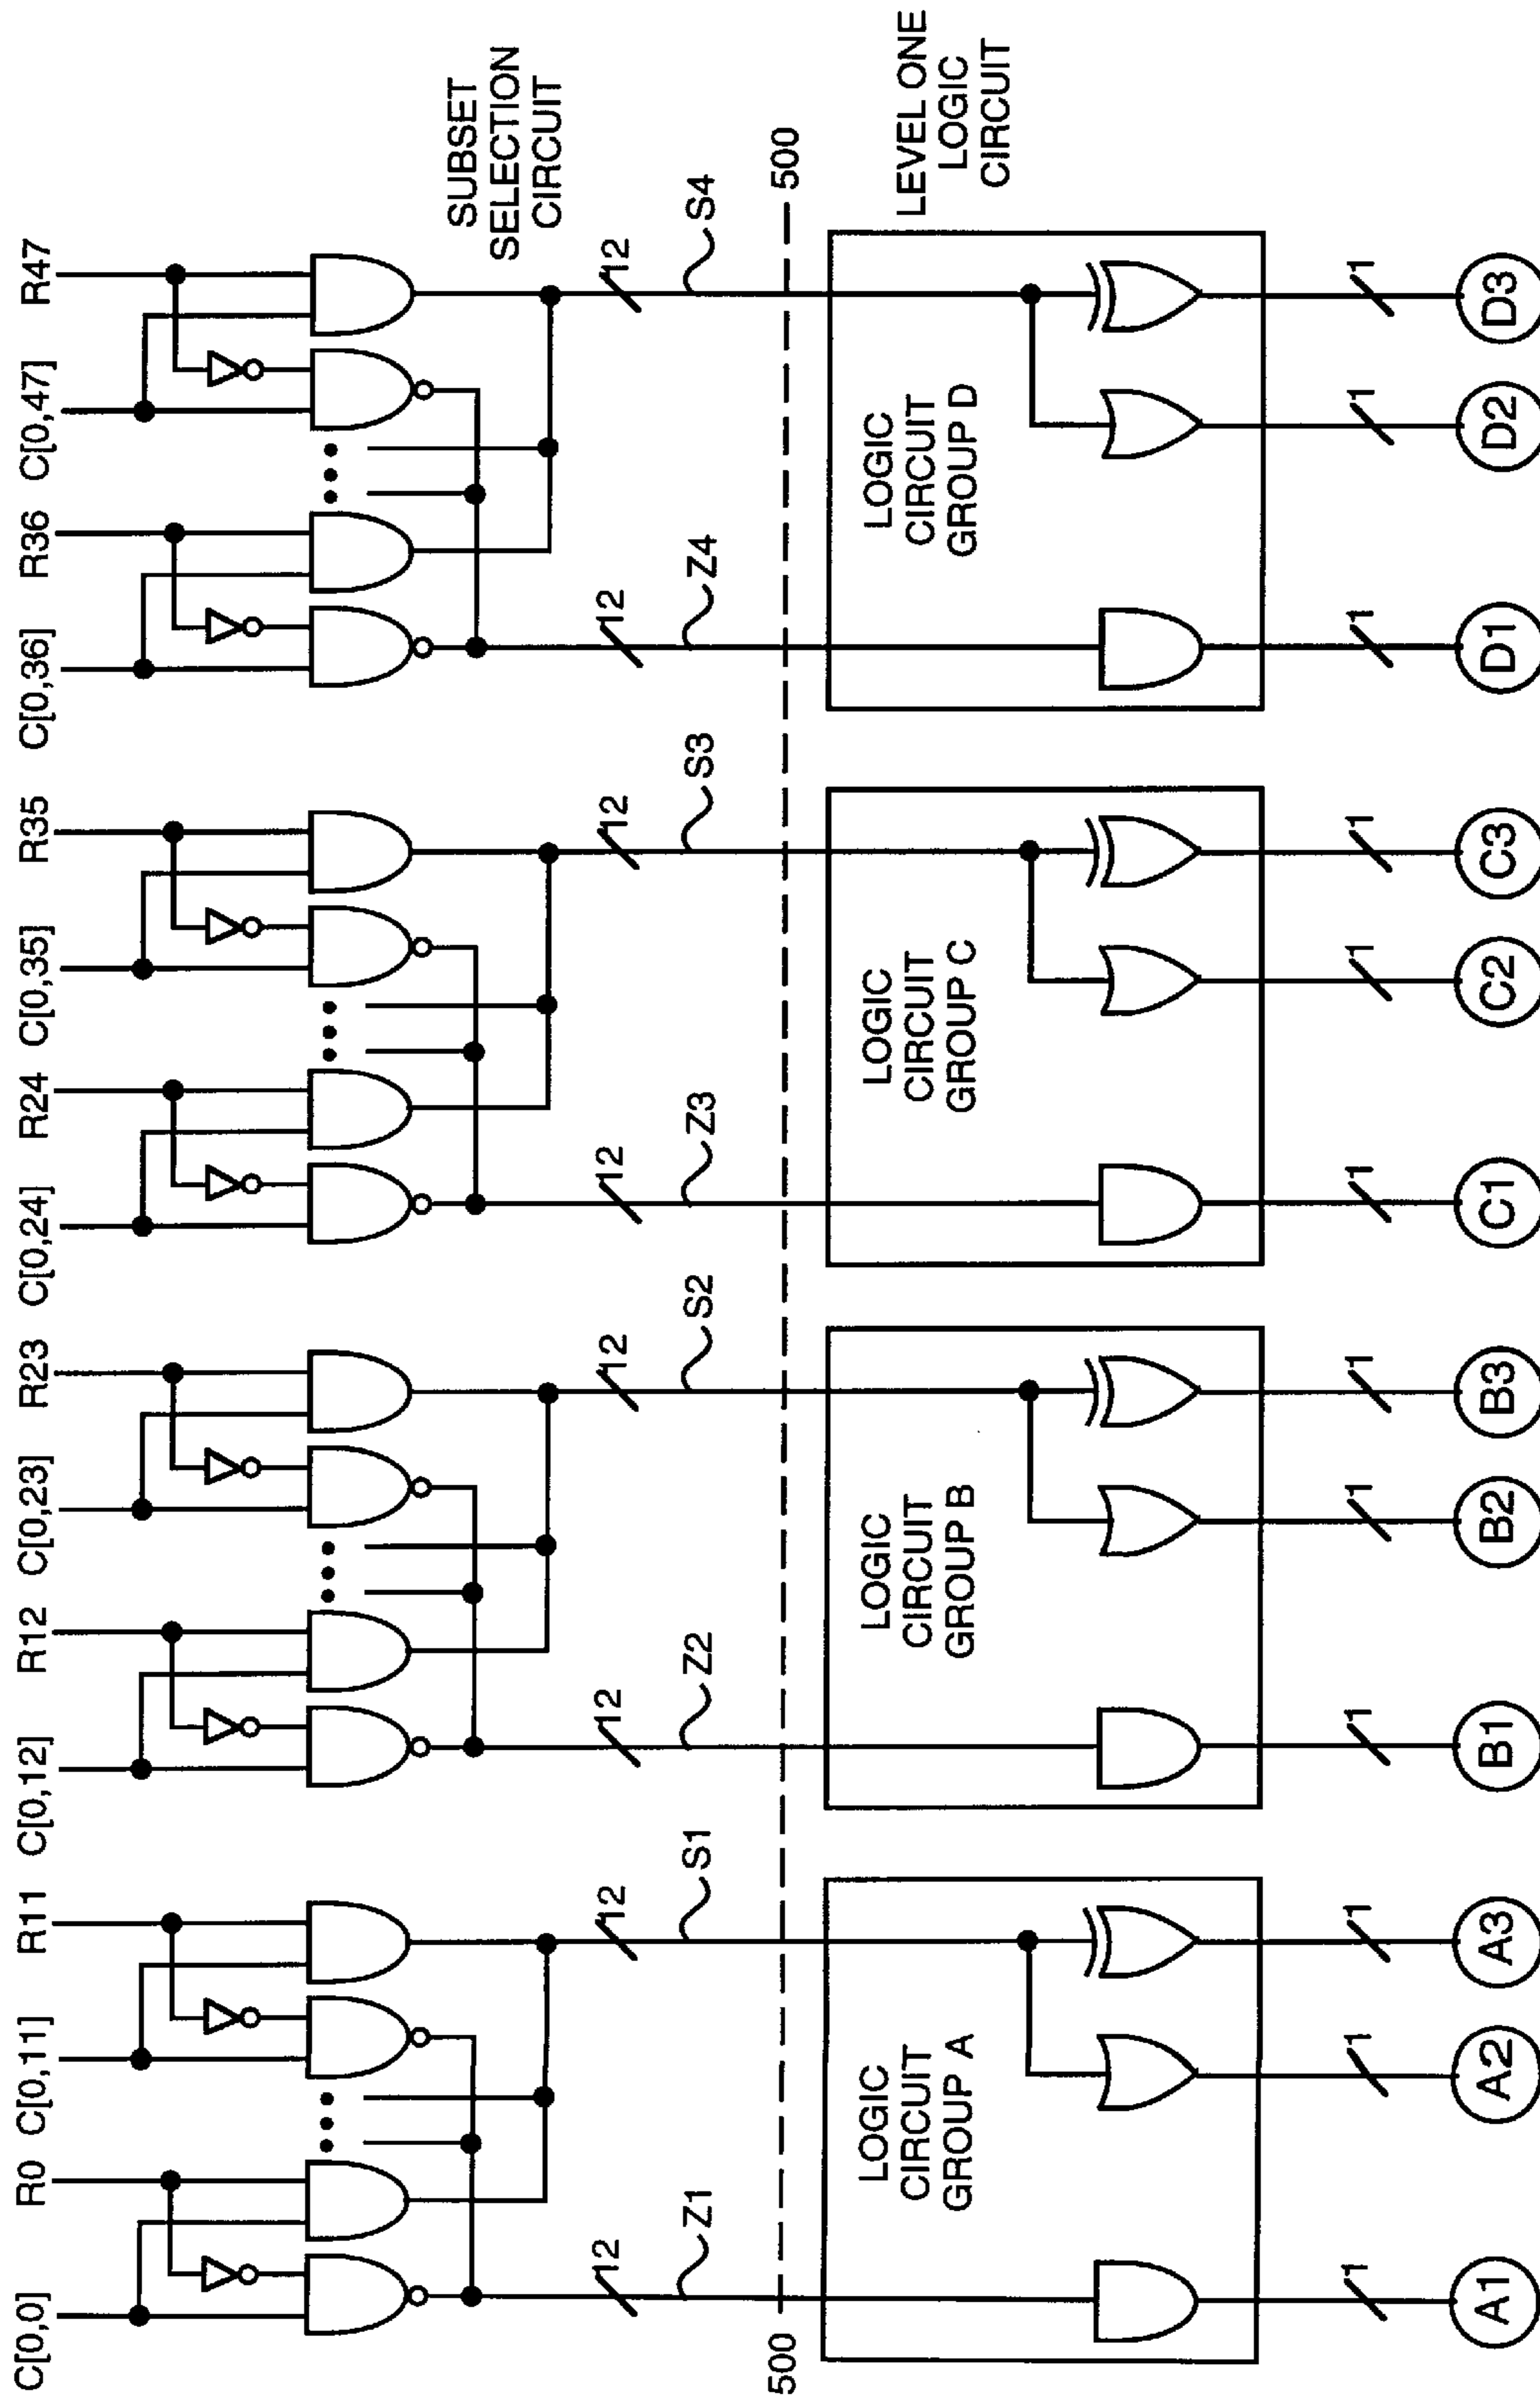 C[0,0] R0 C[0,11] R11 C[0,12] R12 C[0,23] R23 C[0,24] R24 C[0,35] R35 C[0,36] R36 C[0,47] R47
SUBSET
SELECTION
CIRCUIT
12 12 12 12 12 12 12 12
Z1 S1 Z2 S2 Z3 S3 Z4 S4
500 500
LEVEL ONE
LOGIC
CIRCUIT
LOGIC
CIRCUIT
GROUP A
LOGIC
CIRCUIT
GROUP B
LOGIC
CIRCUIT
GROUP C
LOGIC
CIRCUIT
GROUP D
1 1 1 1 1 1 1 1 1 1 1 1
A1 A2 A3 B1 B2 B3 C1 C2 C3 D1 D2 D3